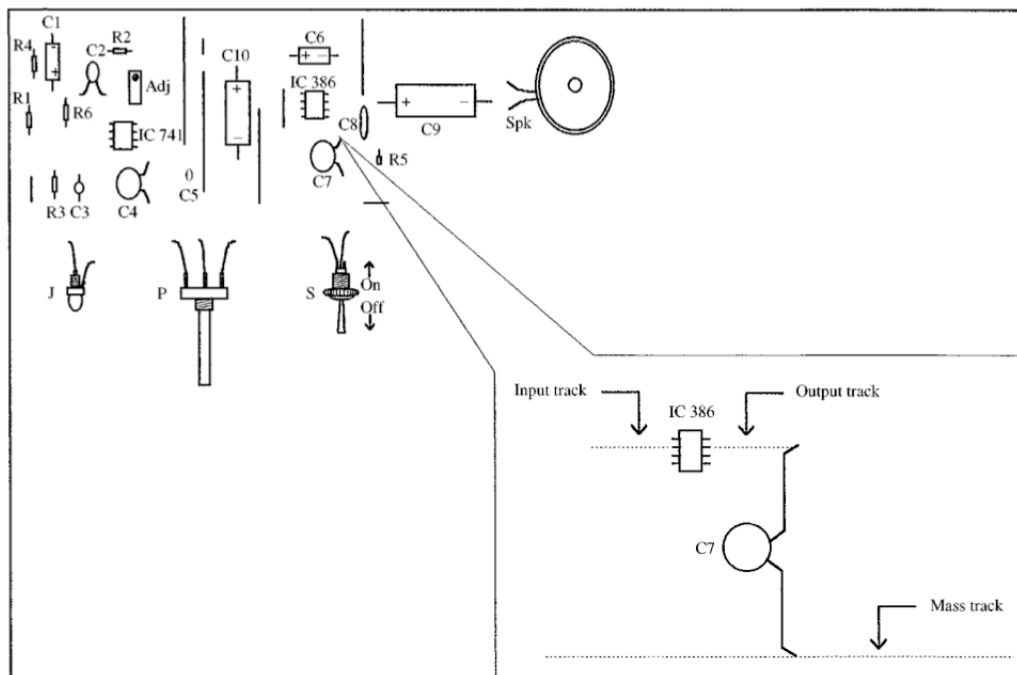 C1
R4
C2
R2
Adj
R1
R6
IC 741
C10
C6
IC 386
C8
C9
Spk
C7
R5
R3
C3
C4
0
C5
J
P
S
On
Off
Input track
Output track
IC 386
C7
Mass track